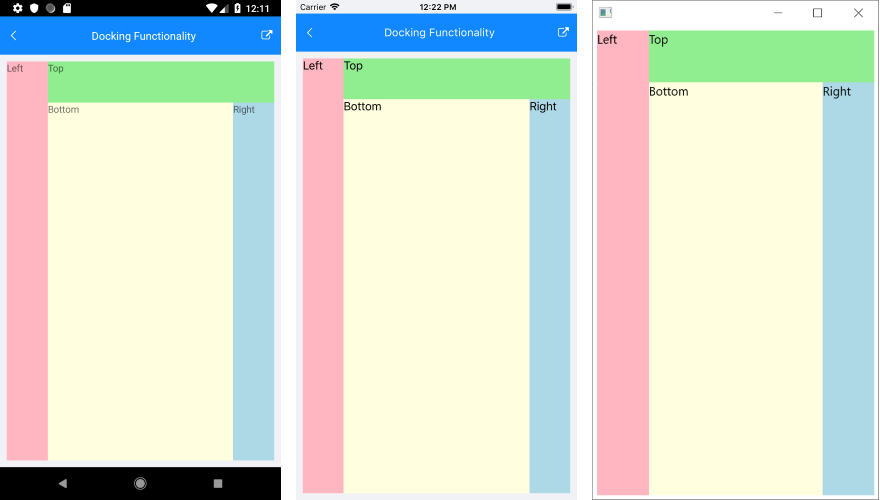 12:11
Docking Functionality
Left Top
Bottom Right
Carrier 12:22 PM
Docking Functionality
Left Top
Bottom Right
Left Top
Bottom Right